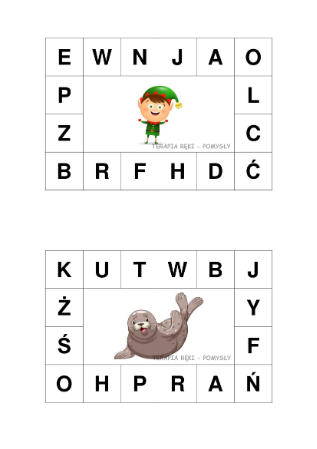 E W N J A O
P L
TERAPIA RĘKI - POMYSŁY
Z C
B R F H D Ć
K U T W B J
Ż Y
Ś F
TERAPIA RĘKI - POMYSŁY
O H P R A Ń